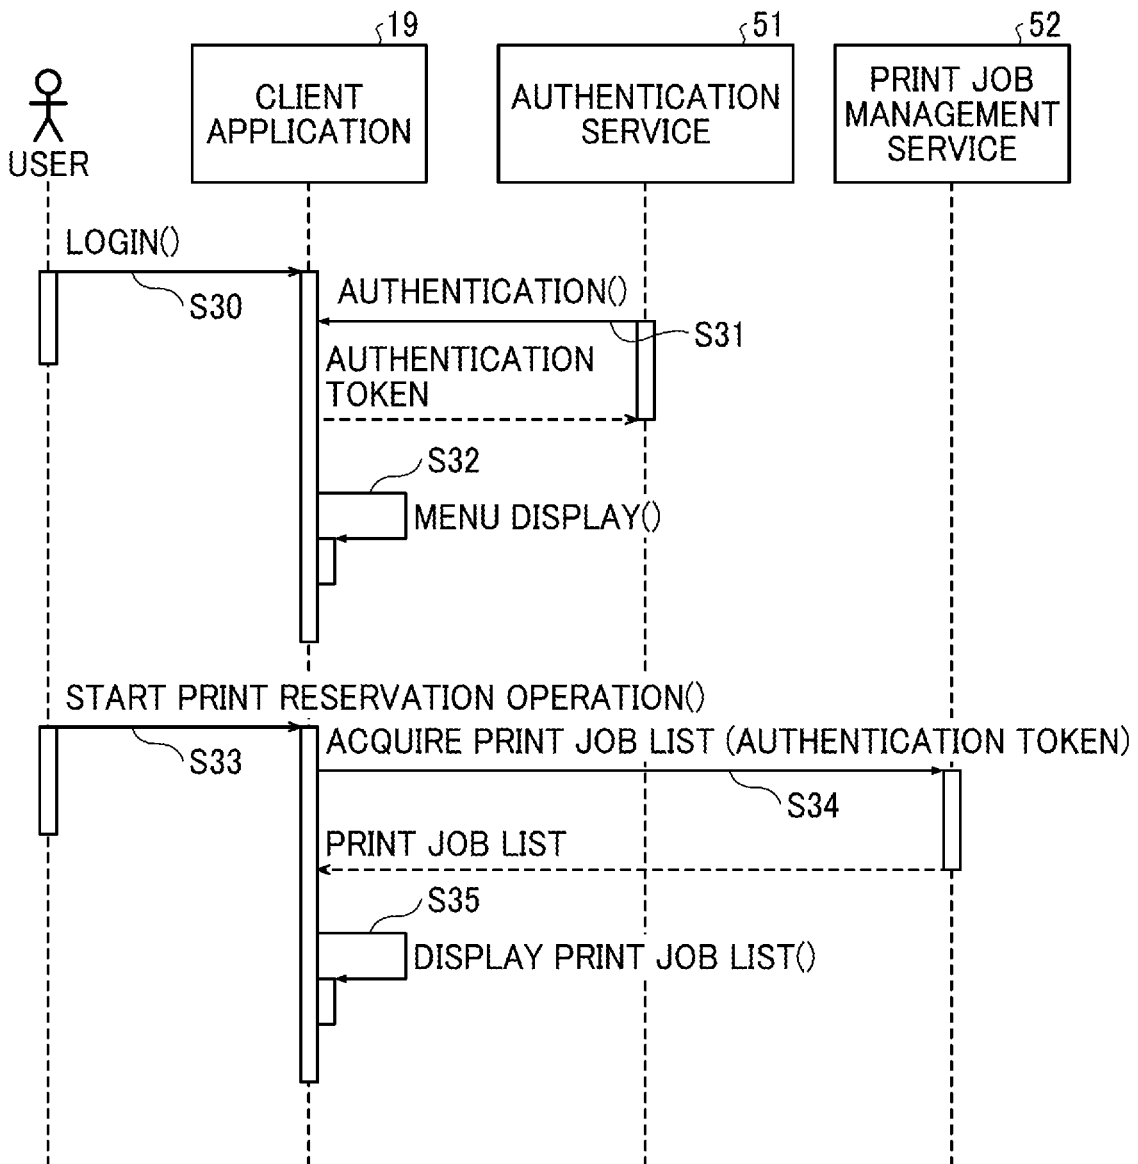 19
51
52
USER
CLIENT
APPLICATION
AUTHENTICATION
SERVICE
PRINT JOB
MANAGEMENT
SERVICE
LOGIN()
S30
AUTHENTICATION()
S31
AUTHENTICATION
TOKEN
S32
MENU DISPLAY()
START PRINT RESERVATION OPERATION()
S33
ACQUIRE PRINT JOB LIST (AUTHENTICATION TOKEN)
S34
PRINT JOB LIST
S35
DISPLAY PRINT JOB LIST()